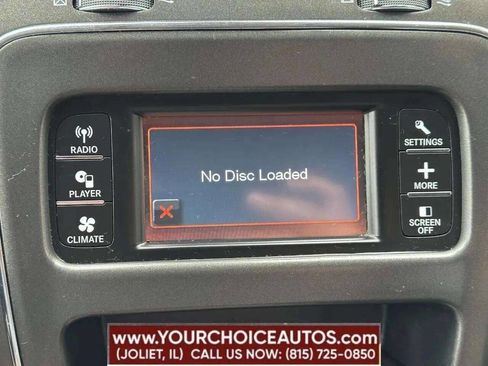 RADIO
PLAYER
CLIMATE
No Disc Loaded
SETTINGS
MORE
SCREEN
OFF
WWW.YOURCHOICEAUTOS.COM
(JOLIET, IL) CALL US NOW: (815) 725-0850